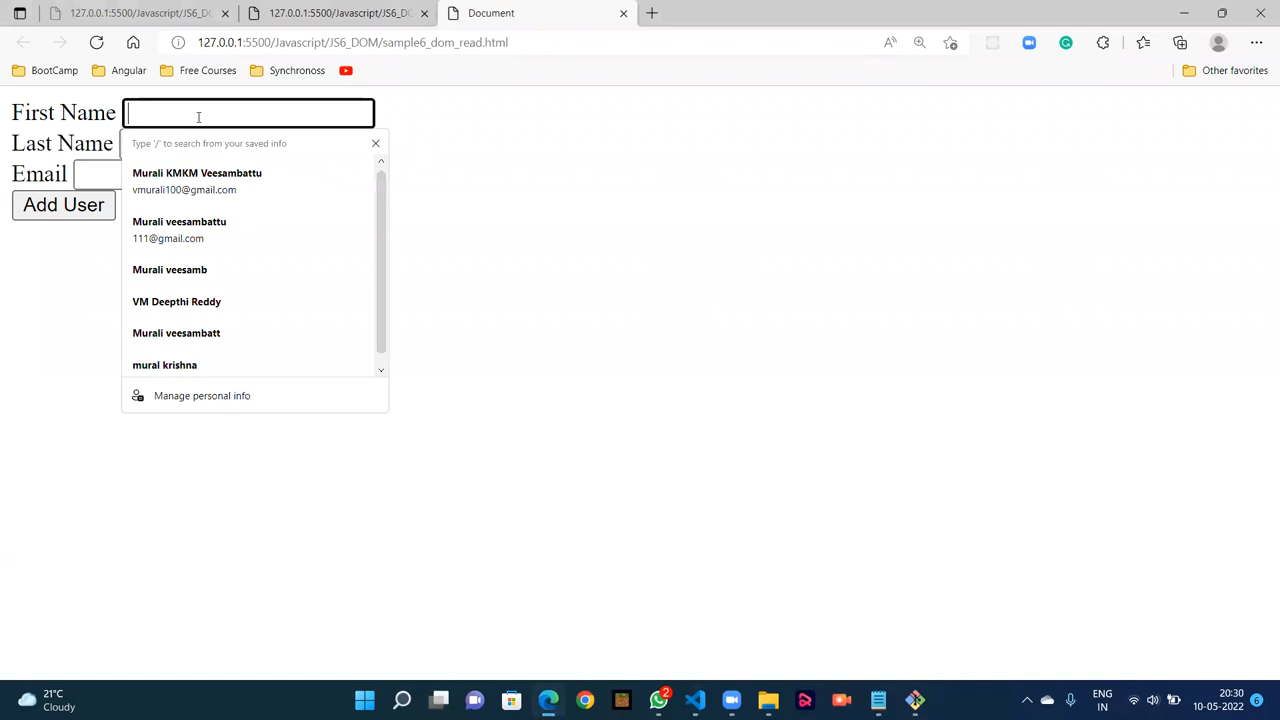 127.0.0.1:5500/Javascript/JS6_D
127.0.0.1:5500/Javascript/JS6_DC
Document
127.0.0.1:5500/Javascript/JS6_DOM/sample6_dom_read.html
BootCamp
Angular
Free Courses
Synchronoss
Other favorites
First Name
Last Name
Email
Add User
Type '/' to search from your saved info
Murali KMKM Veesambattu
vmurali100@gmail.com
Murali veesambattu
111@gmail.com
Murali veesamb
VM Deepthi Reddy
Murali veesambatt
mural krishna
Manage personal info
21°C
Cloudy
2
ENG
IN
20:30
10-05-2022
6